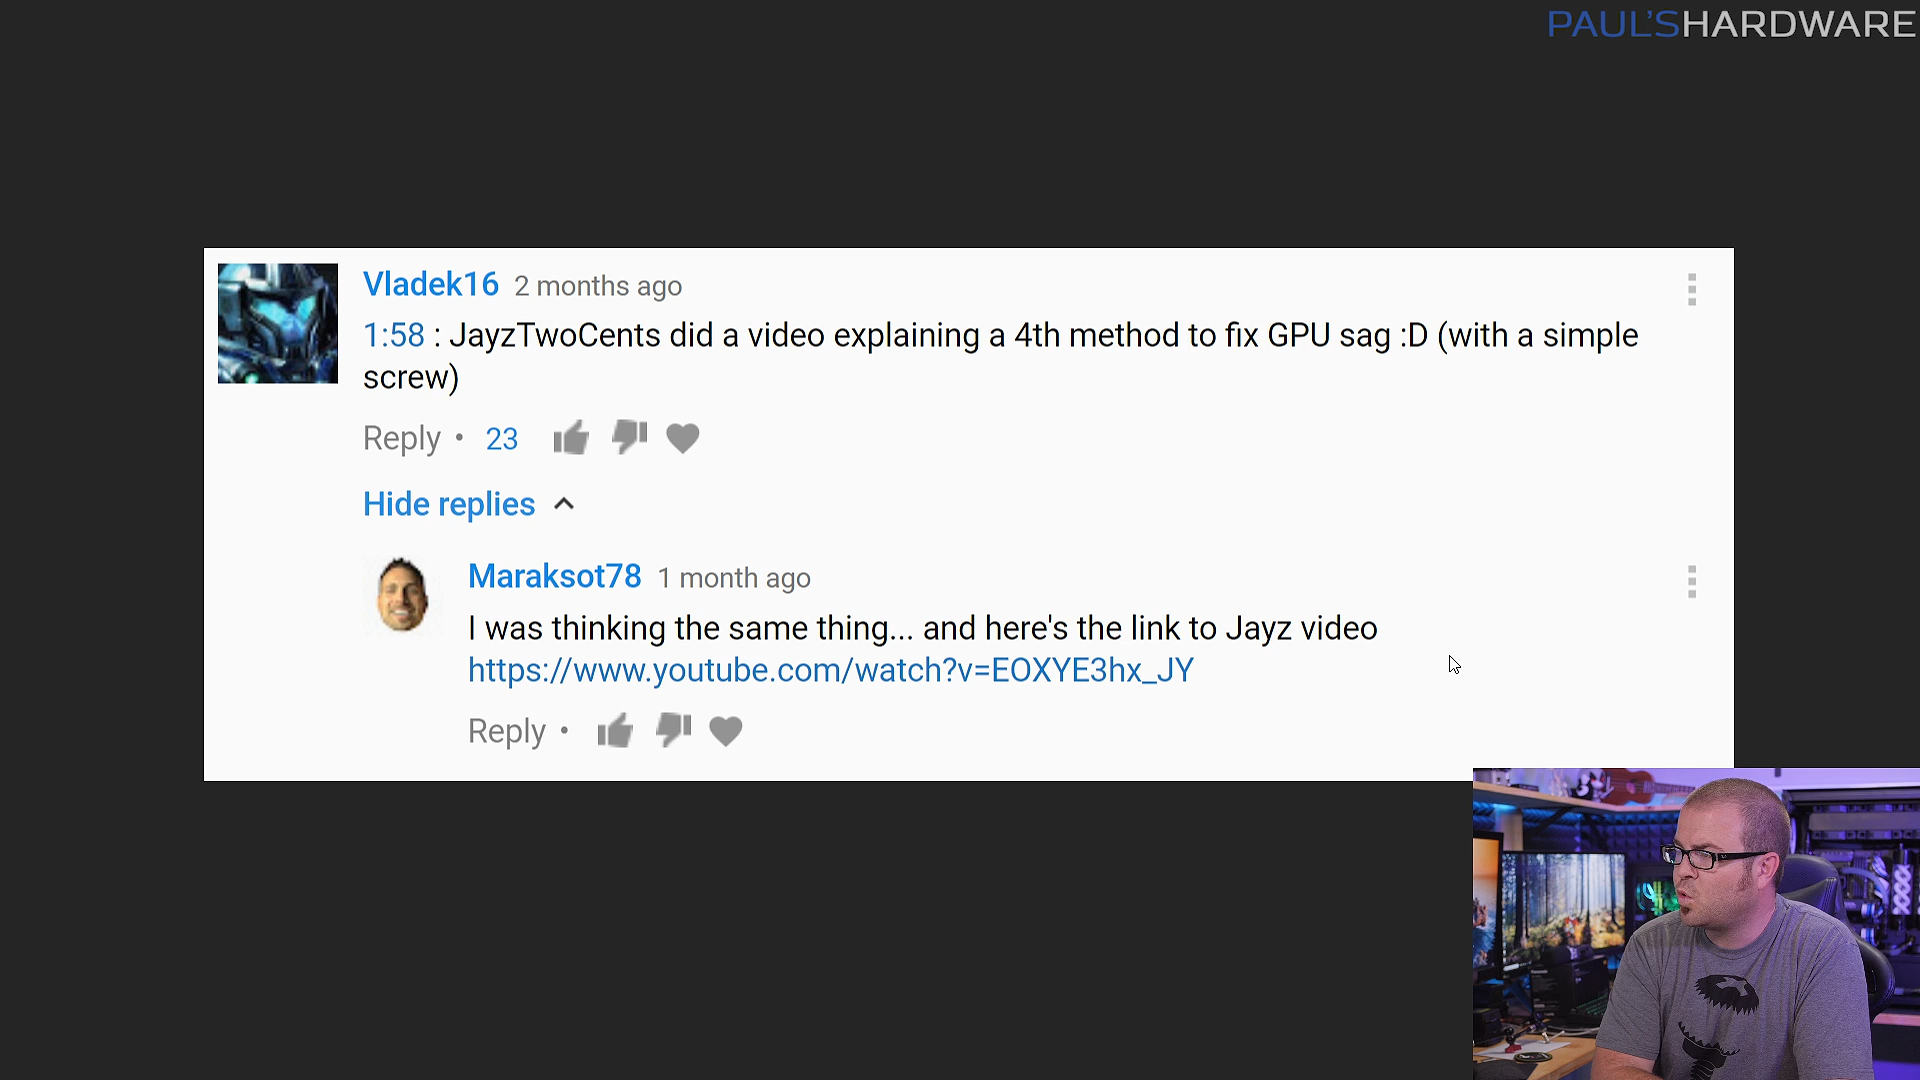 PAUL'SHARDWARE
Vladek16 2 months ago
1:58 : JayzTwoCents did a video explaining a 4th method to fix GPU sag :D (with a simple
screw)
Reply • 23
Hide replies
Maraksot78 1 month ago
I was thinking the same thing... and here's the link to Jayz video
https://www.youtube.com/watch?v=EOXYE3hx_JY
Reply •